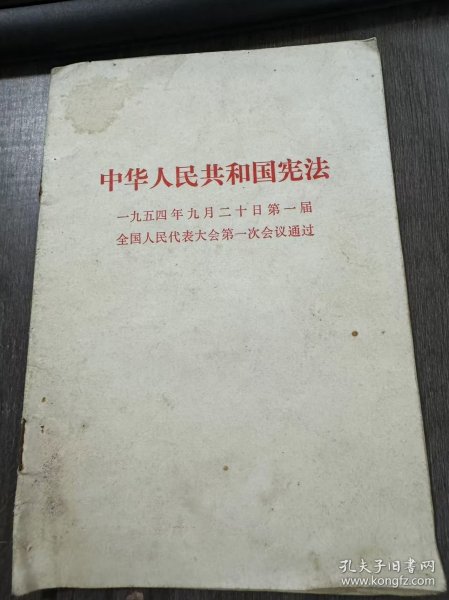 中华人民共和国宪法
一九五四年九月二十日第一届
全国人民代表大会第一次会议通过
孔夫子旧书网
www.kongfz.com